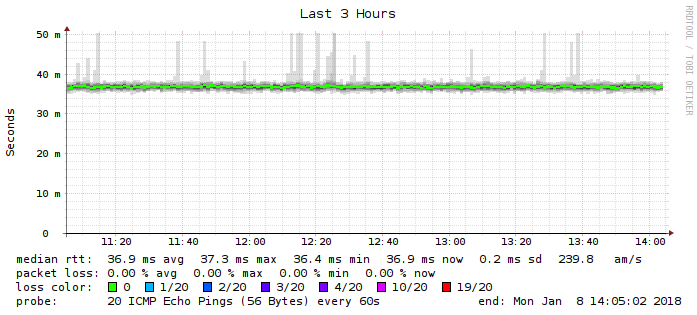 Last 3 Hours
RRDTOOL / TOBI OETIKER
Seconds
50 m
40 m
30 m
20 m
10 m
0
11:20 11:40 12:00 12:20 12:40 13:00 13:20 13:40 14:00
median rtt: 36.9 ms avg 37.3 ms max 36.4 ms min 36.9 ms now 0.2 ms sd 239.8 am/s
packet loss: 0.00 % avg 0.00 % max 0.00 % min 0.00 % now
loss color: 0 1/20 2/20 3/20 4/20 10/20 19/20
probe: 20 ICMP Echo Pings (56 Bytes) every 60s end: Mon Jan 8 14:05:02 2018